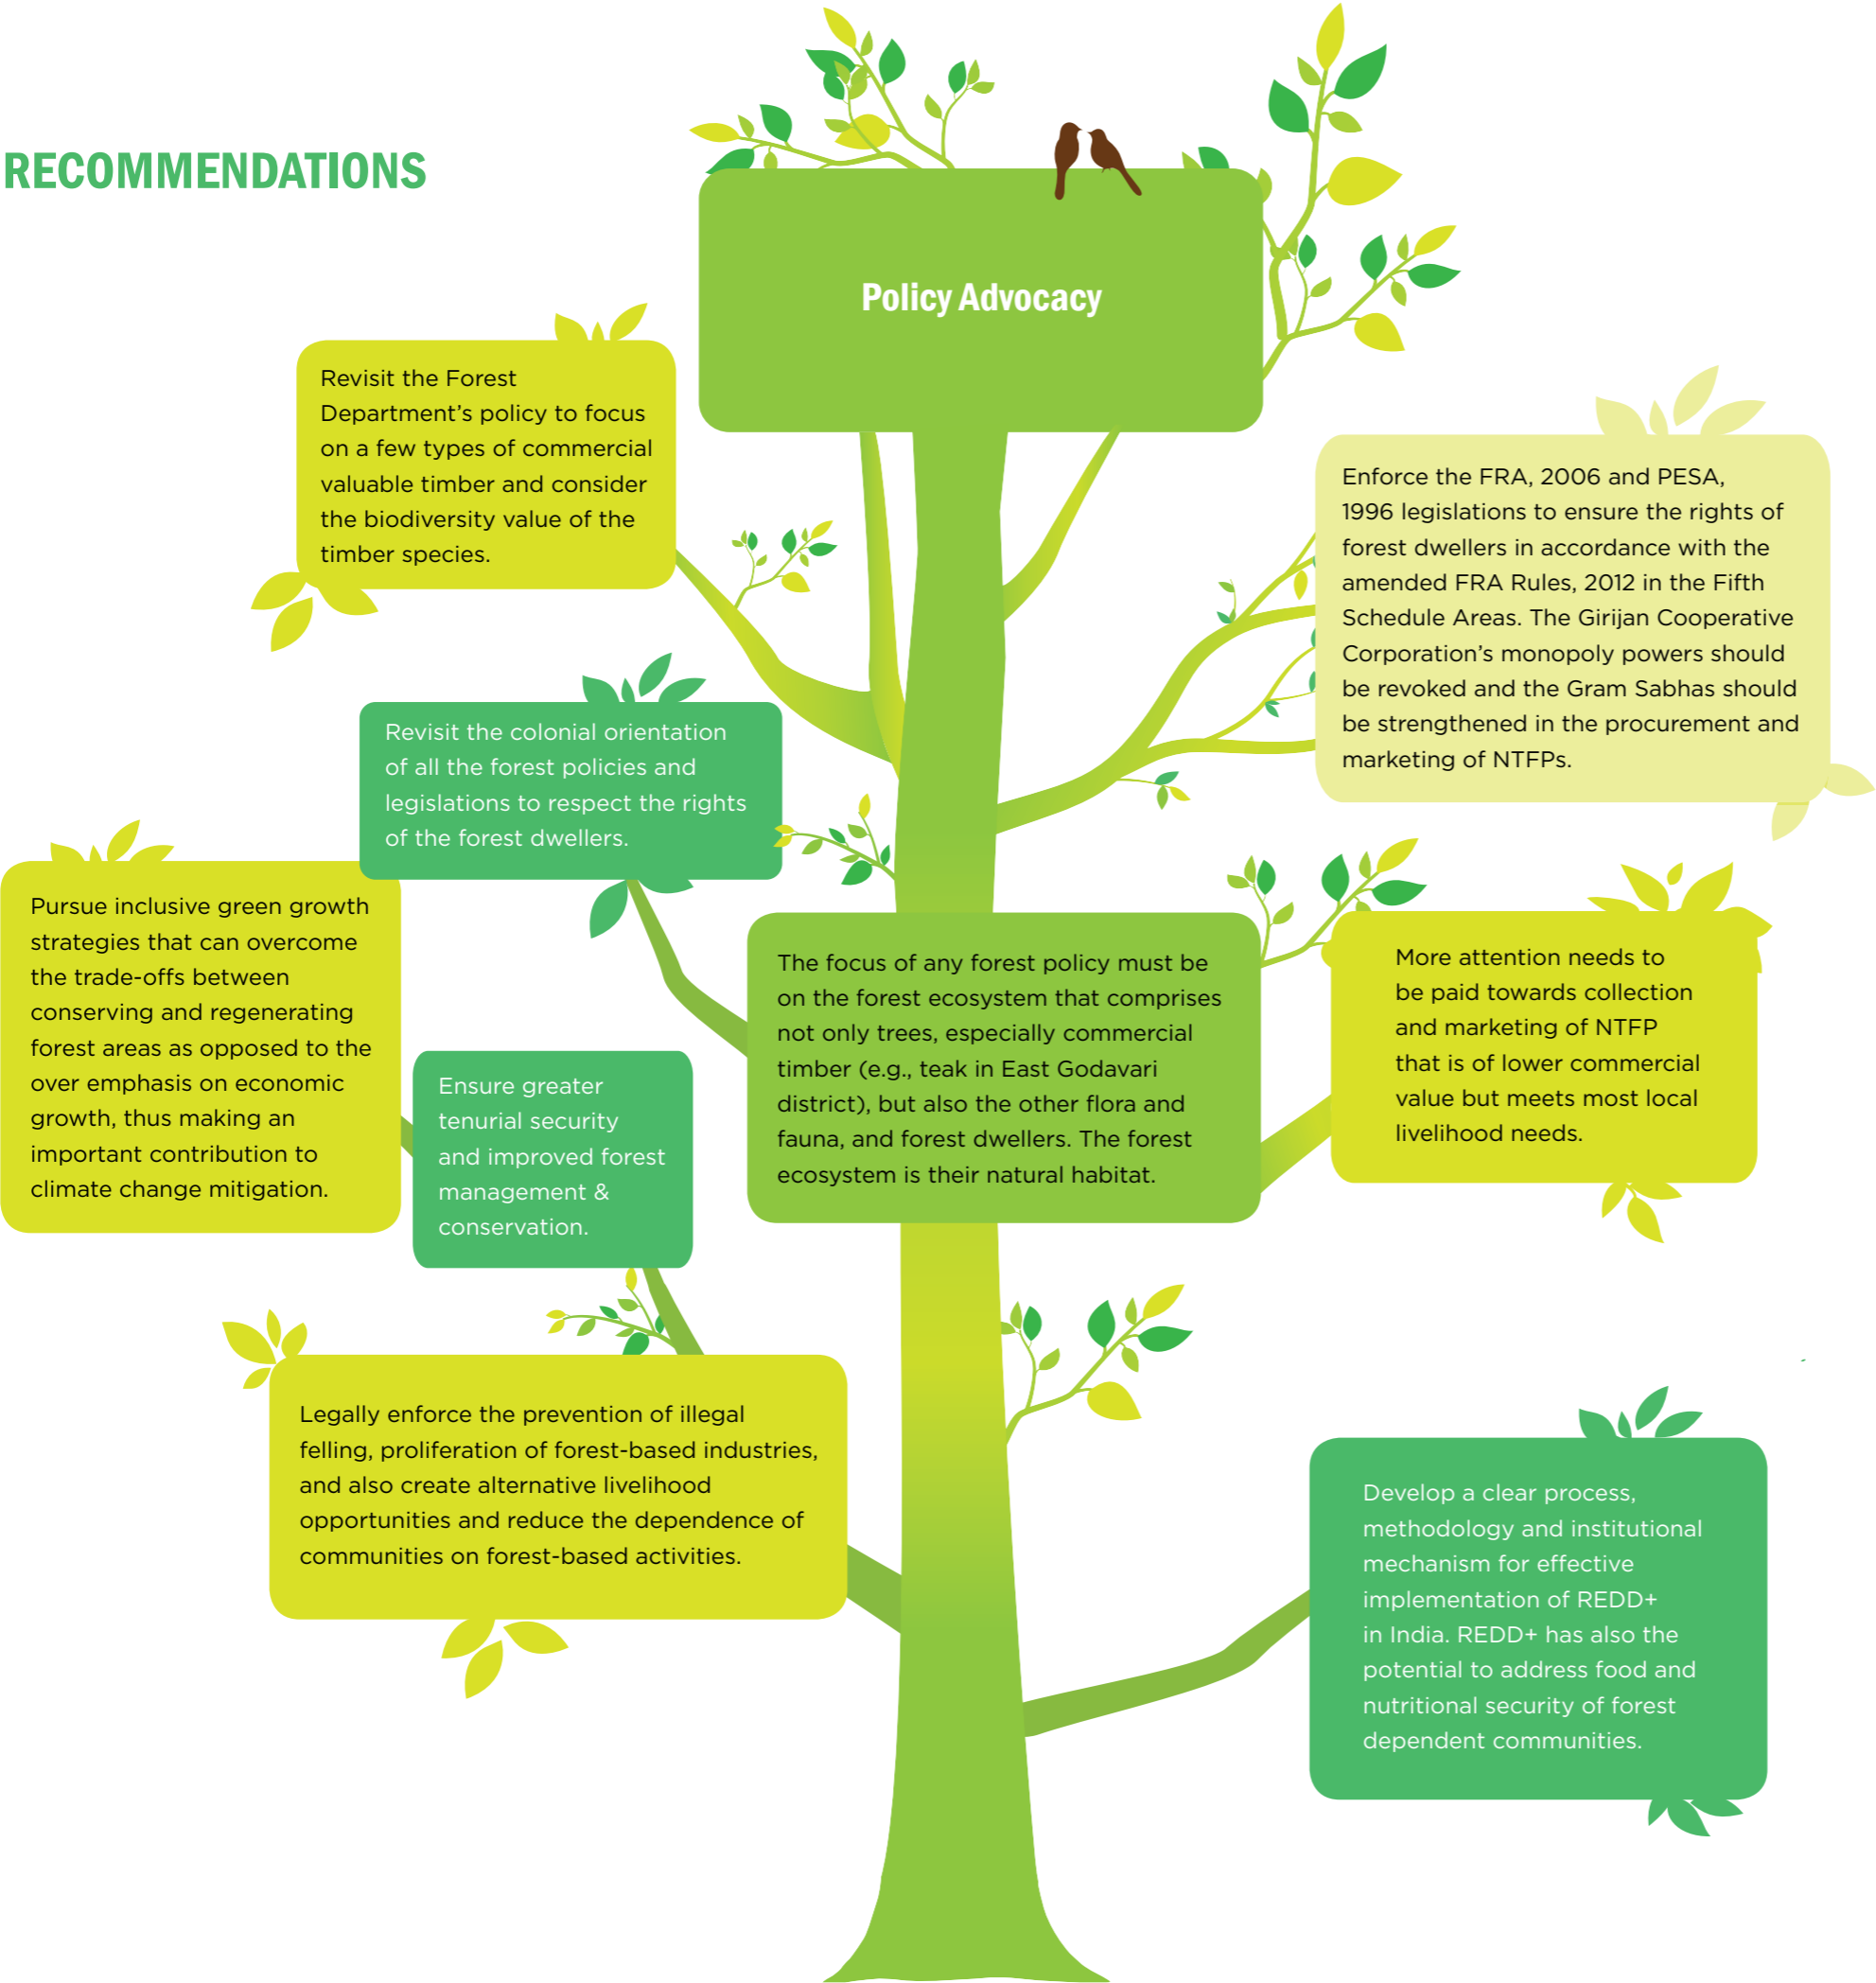 RECOMMENDATIONS
Policy Advocacy
Revisit the Forest
Department’s policy to focus
on a few types of commercial
valuable timber and consider
the biodiversity value of the
timber species.
Enforce the FRA, 2006 and PESA,
1996 legislations to ensure the rights of
forest dwellers in accordance with the
amended FRA Rules, 2012 in the Fifth
Schedule Areas. The Girijan Cooperative
Corporation’s monopoly powers should
be revoked and the Gram Sabhas should
be strengthened in the procurement and
marketing of NTFPs.
Revisit the colonial orientation
of all the forest policies and
legislations to respect the rights
of the forest dwellers.
Pursue inclusive green growth
strategies that can overcome
the trade-offs between
conserving and regenerating
forest areas as opposed to the
over emphasis on economic
growth, thus making an
important contribution to
climate change mitigation.
The focus of any forest policy must be
on the forest ecosystem that comprises
not only trees, especially commercial
timber (e.g., teak in East Godavari
district), but also the other flora and
fauna, and forest dwellers. The forest
ecosystem is their natural habitat.
More attention needs to
be paid towards collection
and marketing of NTFP
that is of lower commercial
value but meets most local
livelihood needs.
Ensure greater
tenurial security
and improved forest
management &
conservation.
Legally enforce the prevention of illegal
felling, proliferation of forest-based industries,
and also create alternative livelihood
opportunities and reduce the dependence of
communities on forest-based activities.
Develop a clear process,
methodology and institutional
mechanism for effective
implementation of REDD+
in India. REDD+ has also the
potential to address food and
nutritional security of forest
dependent communities.